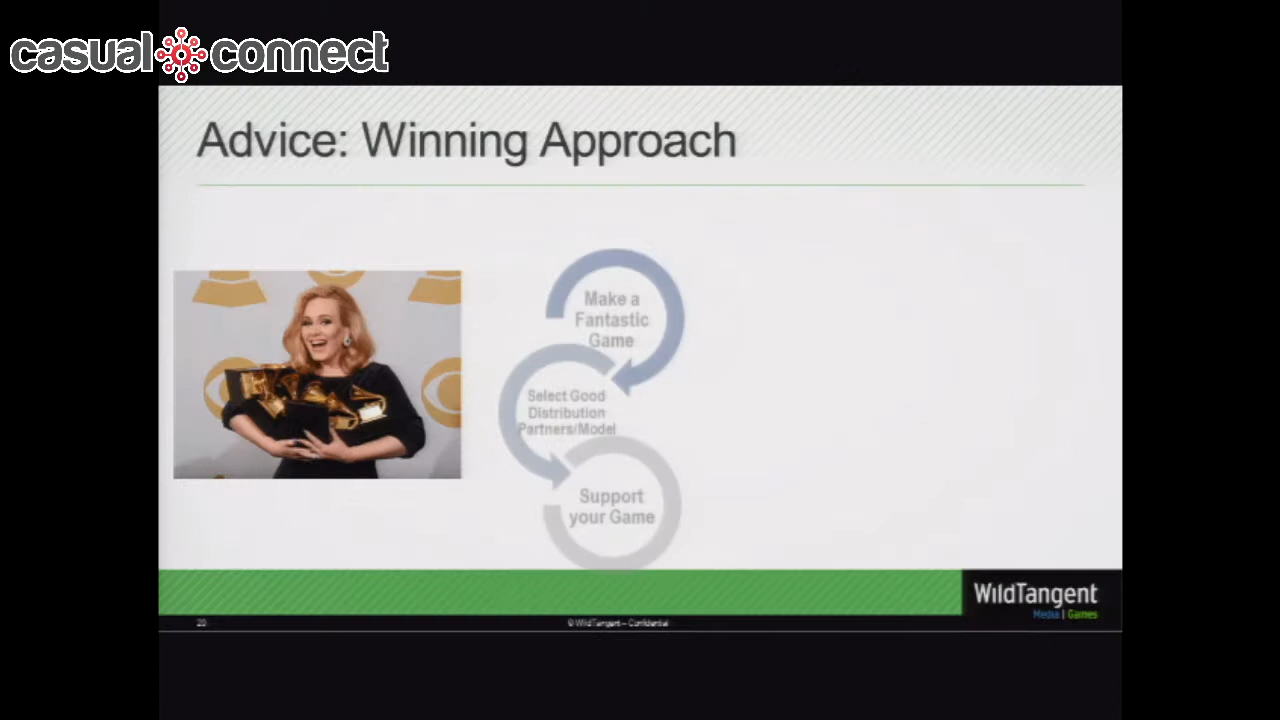 casual connect
Advice: Winning Approach
Make a
Fantastic
Game
Select Good
Distribution
Partners/Model
Support
your Game
WildTangent
Media | Games
20
© WildTangent – Confidential